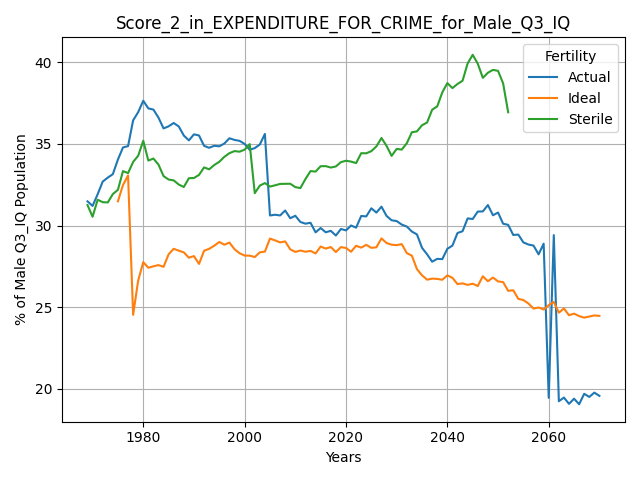 Score_2_in_EXPENDITURE_FOR_CRIME_for_Male_Q3_IQ
% of Male Q3_IQ Population
40
35
30
25
20
Fertility
Actual
Ideal
Sterile
1980
2000
2020
2040
2060
Years